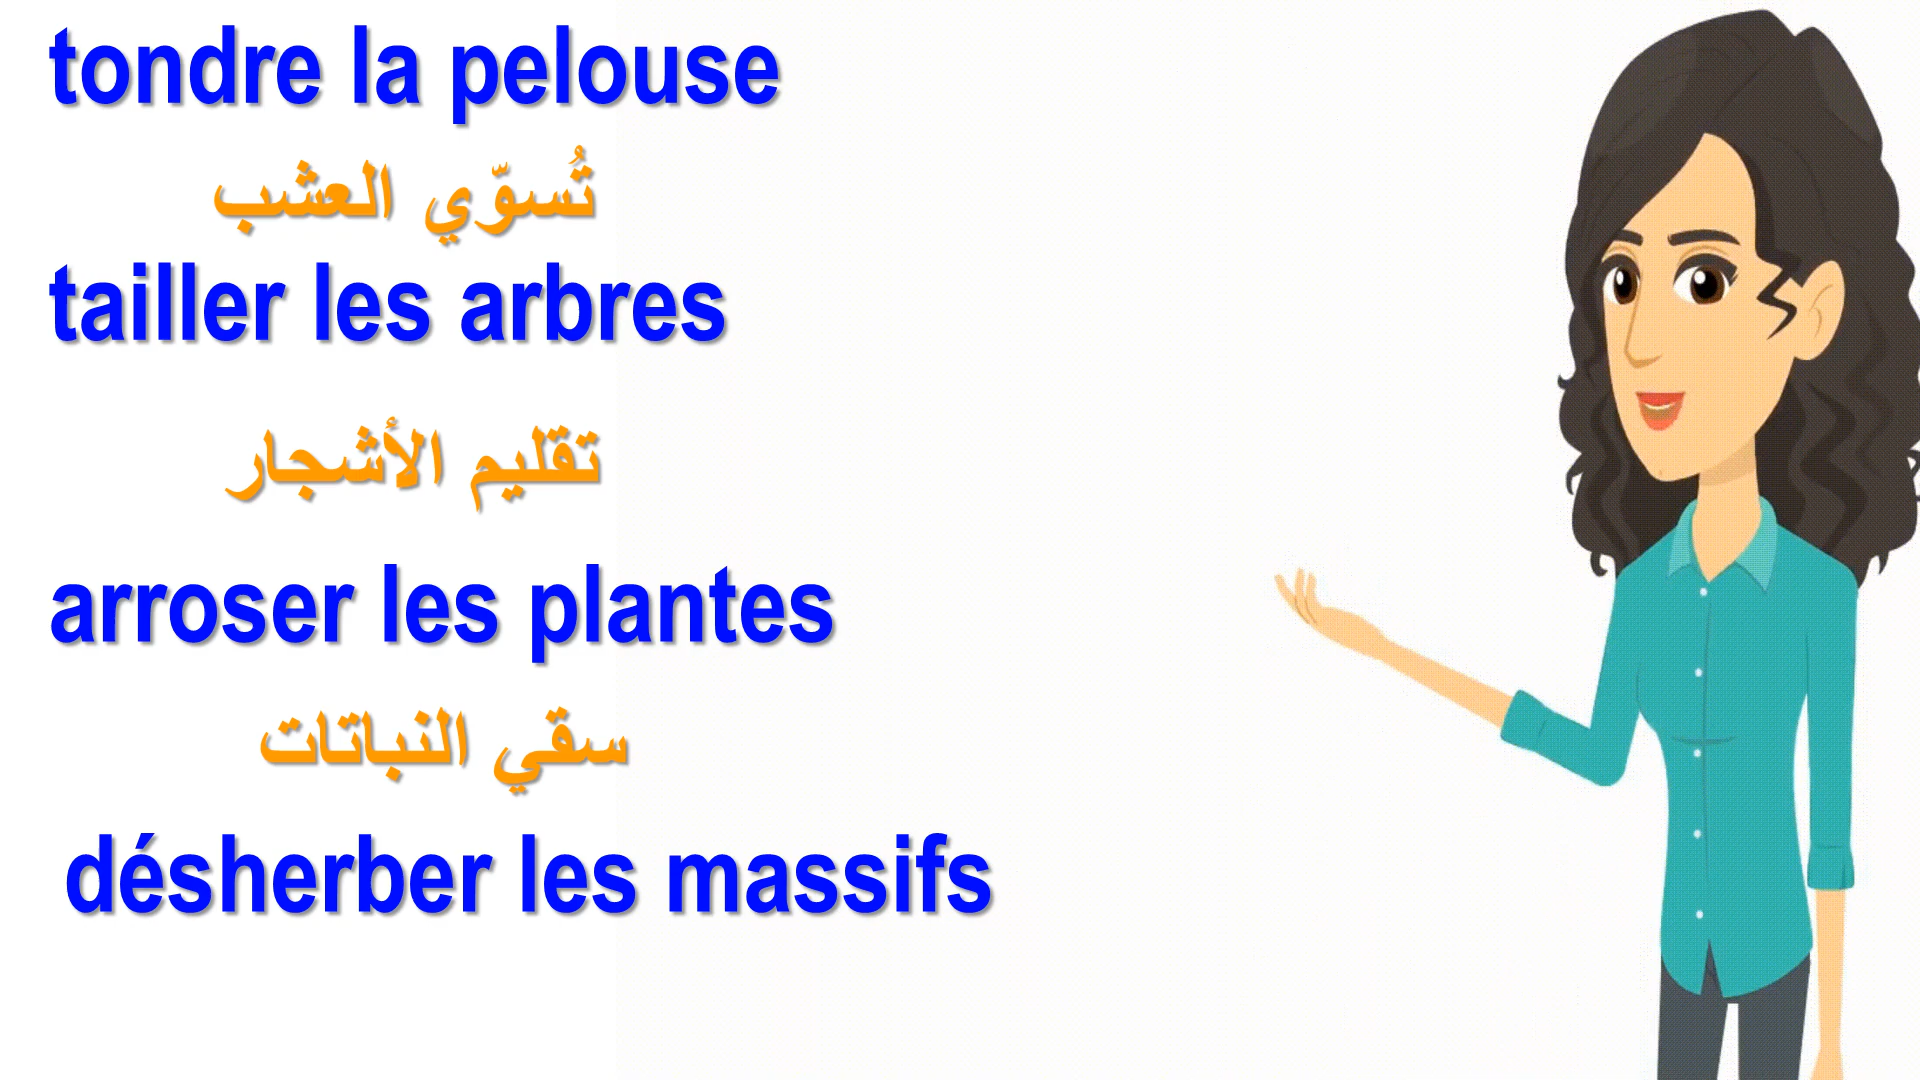 tondre la pelouse
تُسوّي العشب
tailler les arbres
تقليم الأشجار
arroser les plantes
سقي النباتات
désherber les massifs